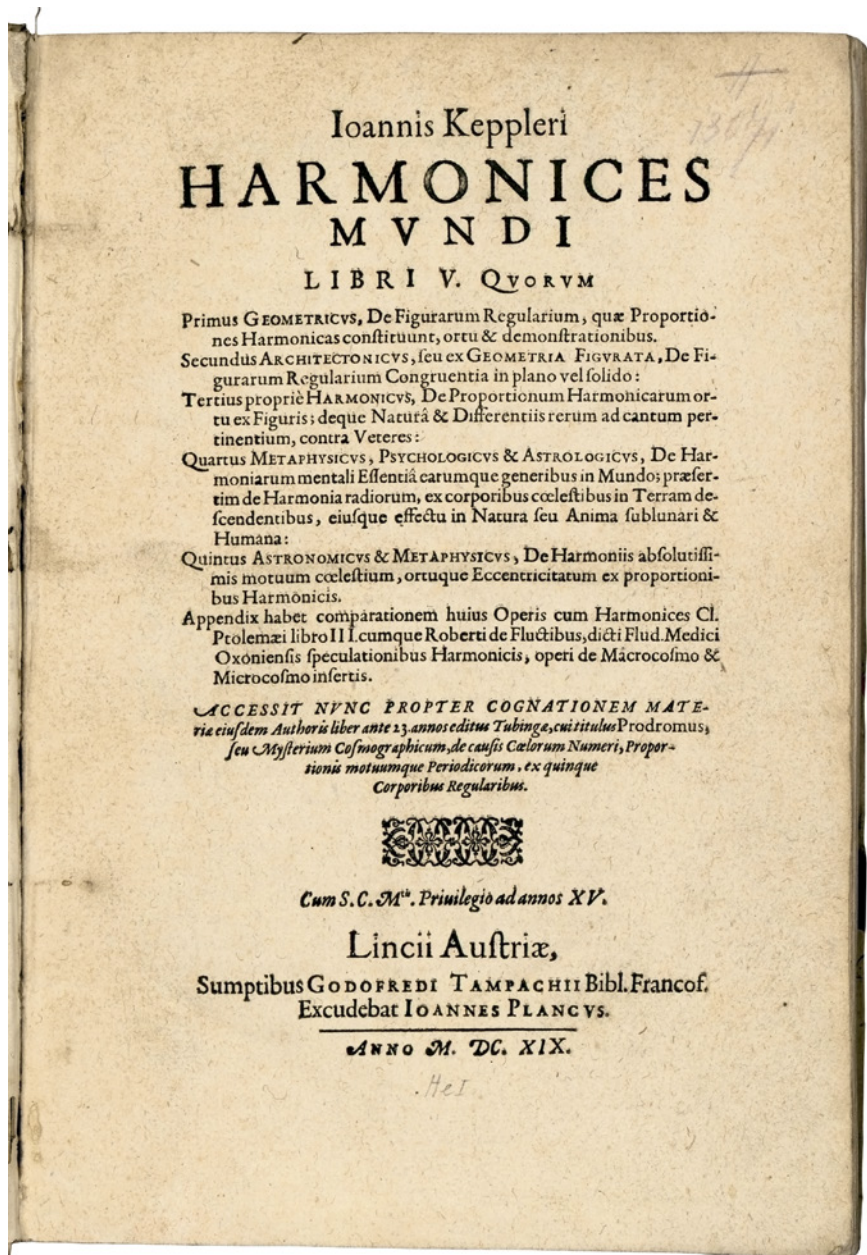 Ioannis Keppleri
HARMONICES
MVNDI
LIBRI V. QVORVM
Primus GEOMETRICVS, De Figurarum Regularium, quæ Proportio-
nes Harmonicas conſtituunt, ortu & demonſtrationibus.
Secundus ARCHITECTONICVS, ſeu ex GEOMETRIA FIGVRATA, De Fi-
gurarum Regularium Congruentia in plano vel ſolido:
Tertius propriè HARMONICVS, De Proportionum Harmonicarum or-
tu ex Figuris; deque Naturâ & Differentiis rerum ad cantum per-
tinentium, contra Veteres:
Quartus METAPHYSICVS, PSYCHOLOGICVS & ASTROLOGICVS, De Har-
moniarum mentali Eſſentiâ earumque generibus in Mundo; præſer-
tim de Harmonia radiorum, ex corporibus cœleſtibus in Terram de-
ſcendentibus, eiuſque effectu in Natura ſeu Anima ſublunari &
Humana:
Quintus ASTRONOMICVS & METAPHYSICVS, De Harmoniis abſolutiſſi-
mis motuum cœleſtium, ortuque Eccentricitatum ex proportioni-
bus Harmonicis.
Appendix habet comparationem huius Operis cum Harmonices Cl.
Ptolemæi libro III. cumque Roberti de Fluctibus, dicti Flud. Medici
Oxonienſis ſpeculationibus Harmonicis, operi de Macrocoſmo &
Microcoſmo inſertis.
ACCESSIT NVNC PROPTER COGNATIONEM MATE-
riæ eiuſdem Authoris liber ante 23. annos editus Tubingæ, cui titulus Prodromus,
ſeu Myſterium Coſmographicum, de cauſis Cœlorum Numeri, Propor-
tionis motuumque Periodicorum, ex quinque
Corporibus Regularibus.
Cum S. C. Mtis. Priuilegio ad annos XV.
Lincii Auſtriæ,
Sumptibus GODOFREDI TAMPACHII Bibl. Francof.
Excudebat IOANNES PLANCVS.
ANNO M. DC. XIX.